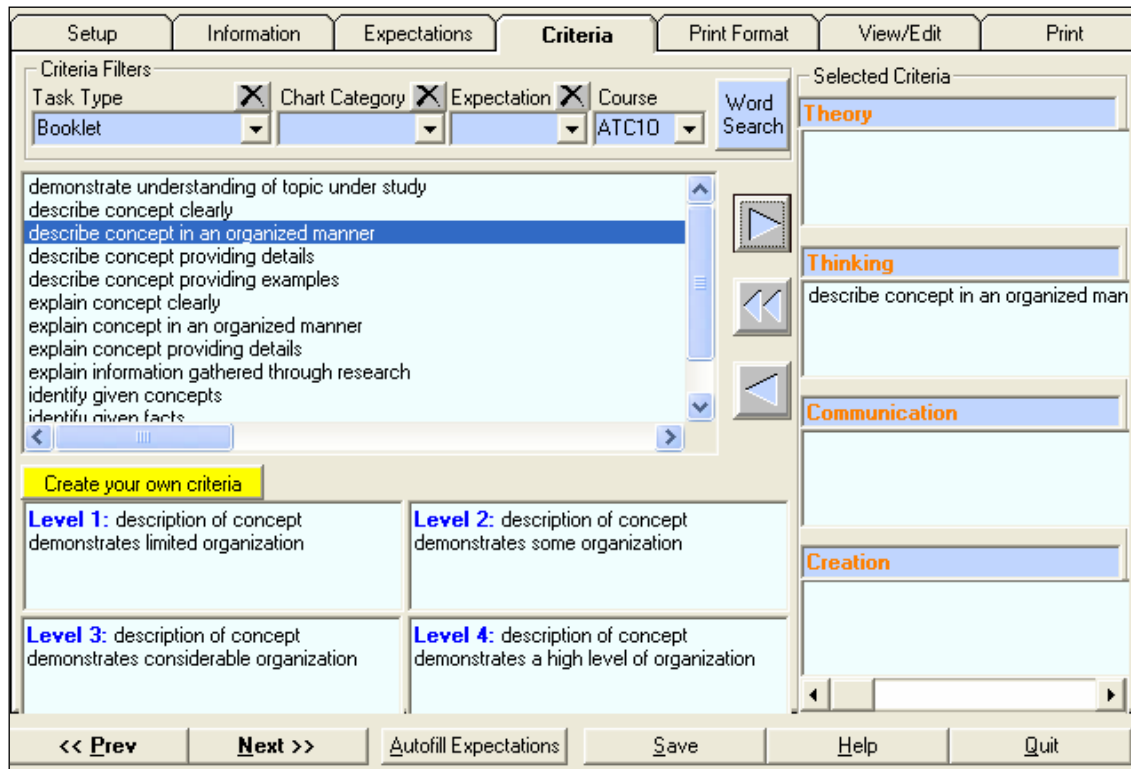 Setup
Information
Expectations
Criteria
Print Format
View/Edit
Print
Criteria Filters
Task Type
Chart Category
Expectation
Course
Booklet
ATC10
Word
Search
demonstrate understanding of topic under study
describe concept clearly
describe concept in an organized manner
describe concept providing details
describe concept providing examples
explain concept clearly
explain concept in an organized manner
explain concept providing details
explain information gathered through research
identify given concepts
identify given facts
Create your own criteria
Level 1: description of concept
demonstrates limited organization
Level 2: description of concept
demonstrates some organization
Level 3: description of concept
demonstrates considerable organization
Level 4: description of concept
demonstrates a high level of organization
Selected Criteria
Theory
Thinking
describe concept in an organized man
Communication
Creation
<< Prev
Next >>
Autofill Expectations
Save
Help
Quit